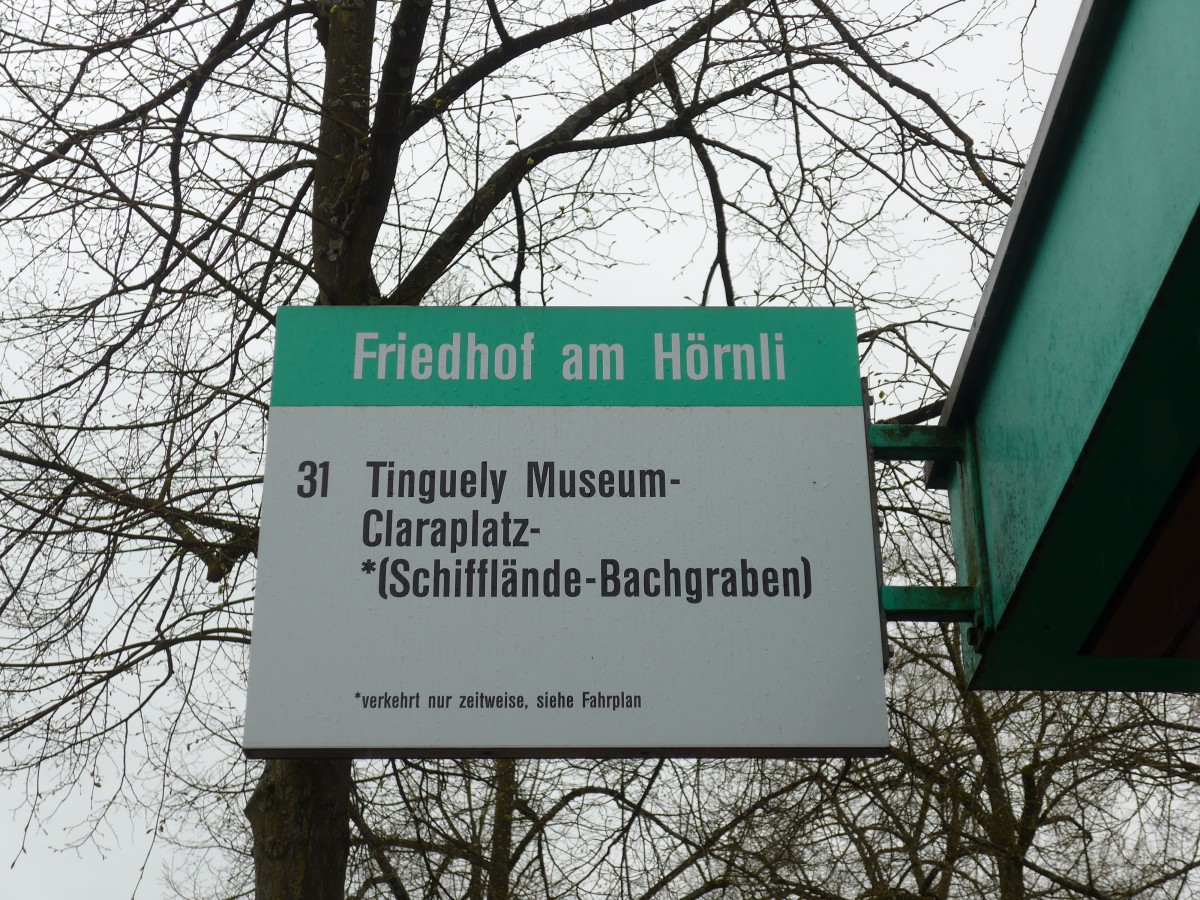 Friedhof am Hörnli
31 Tinguely Museum-
Claraplatz-
*(Schifflände-Bachgraben)
*verkehrt nur zeitweise, siehe Fahrplan